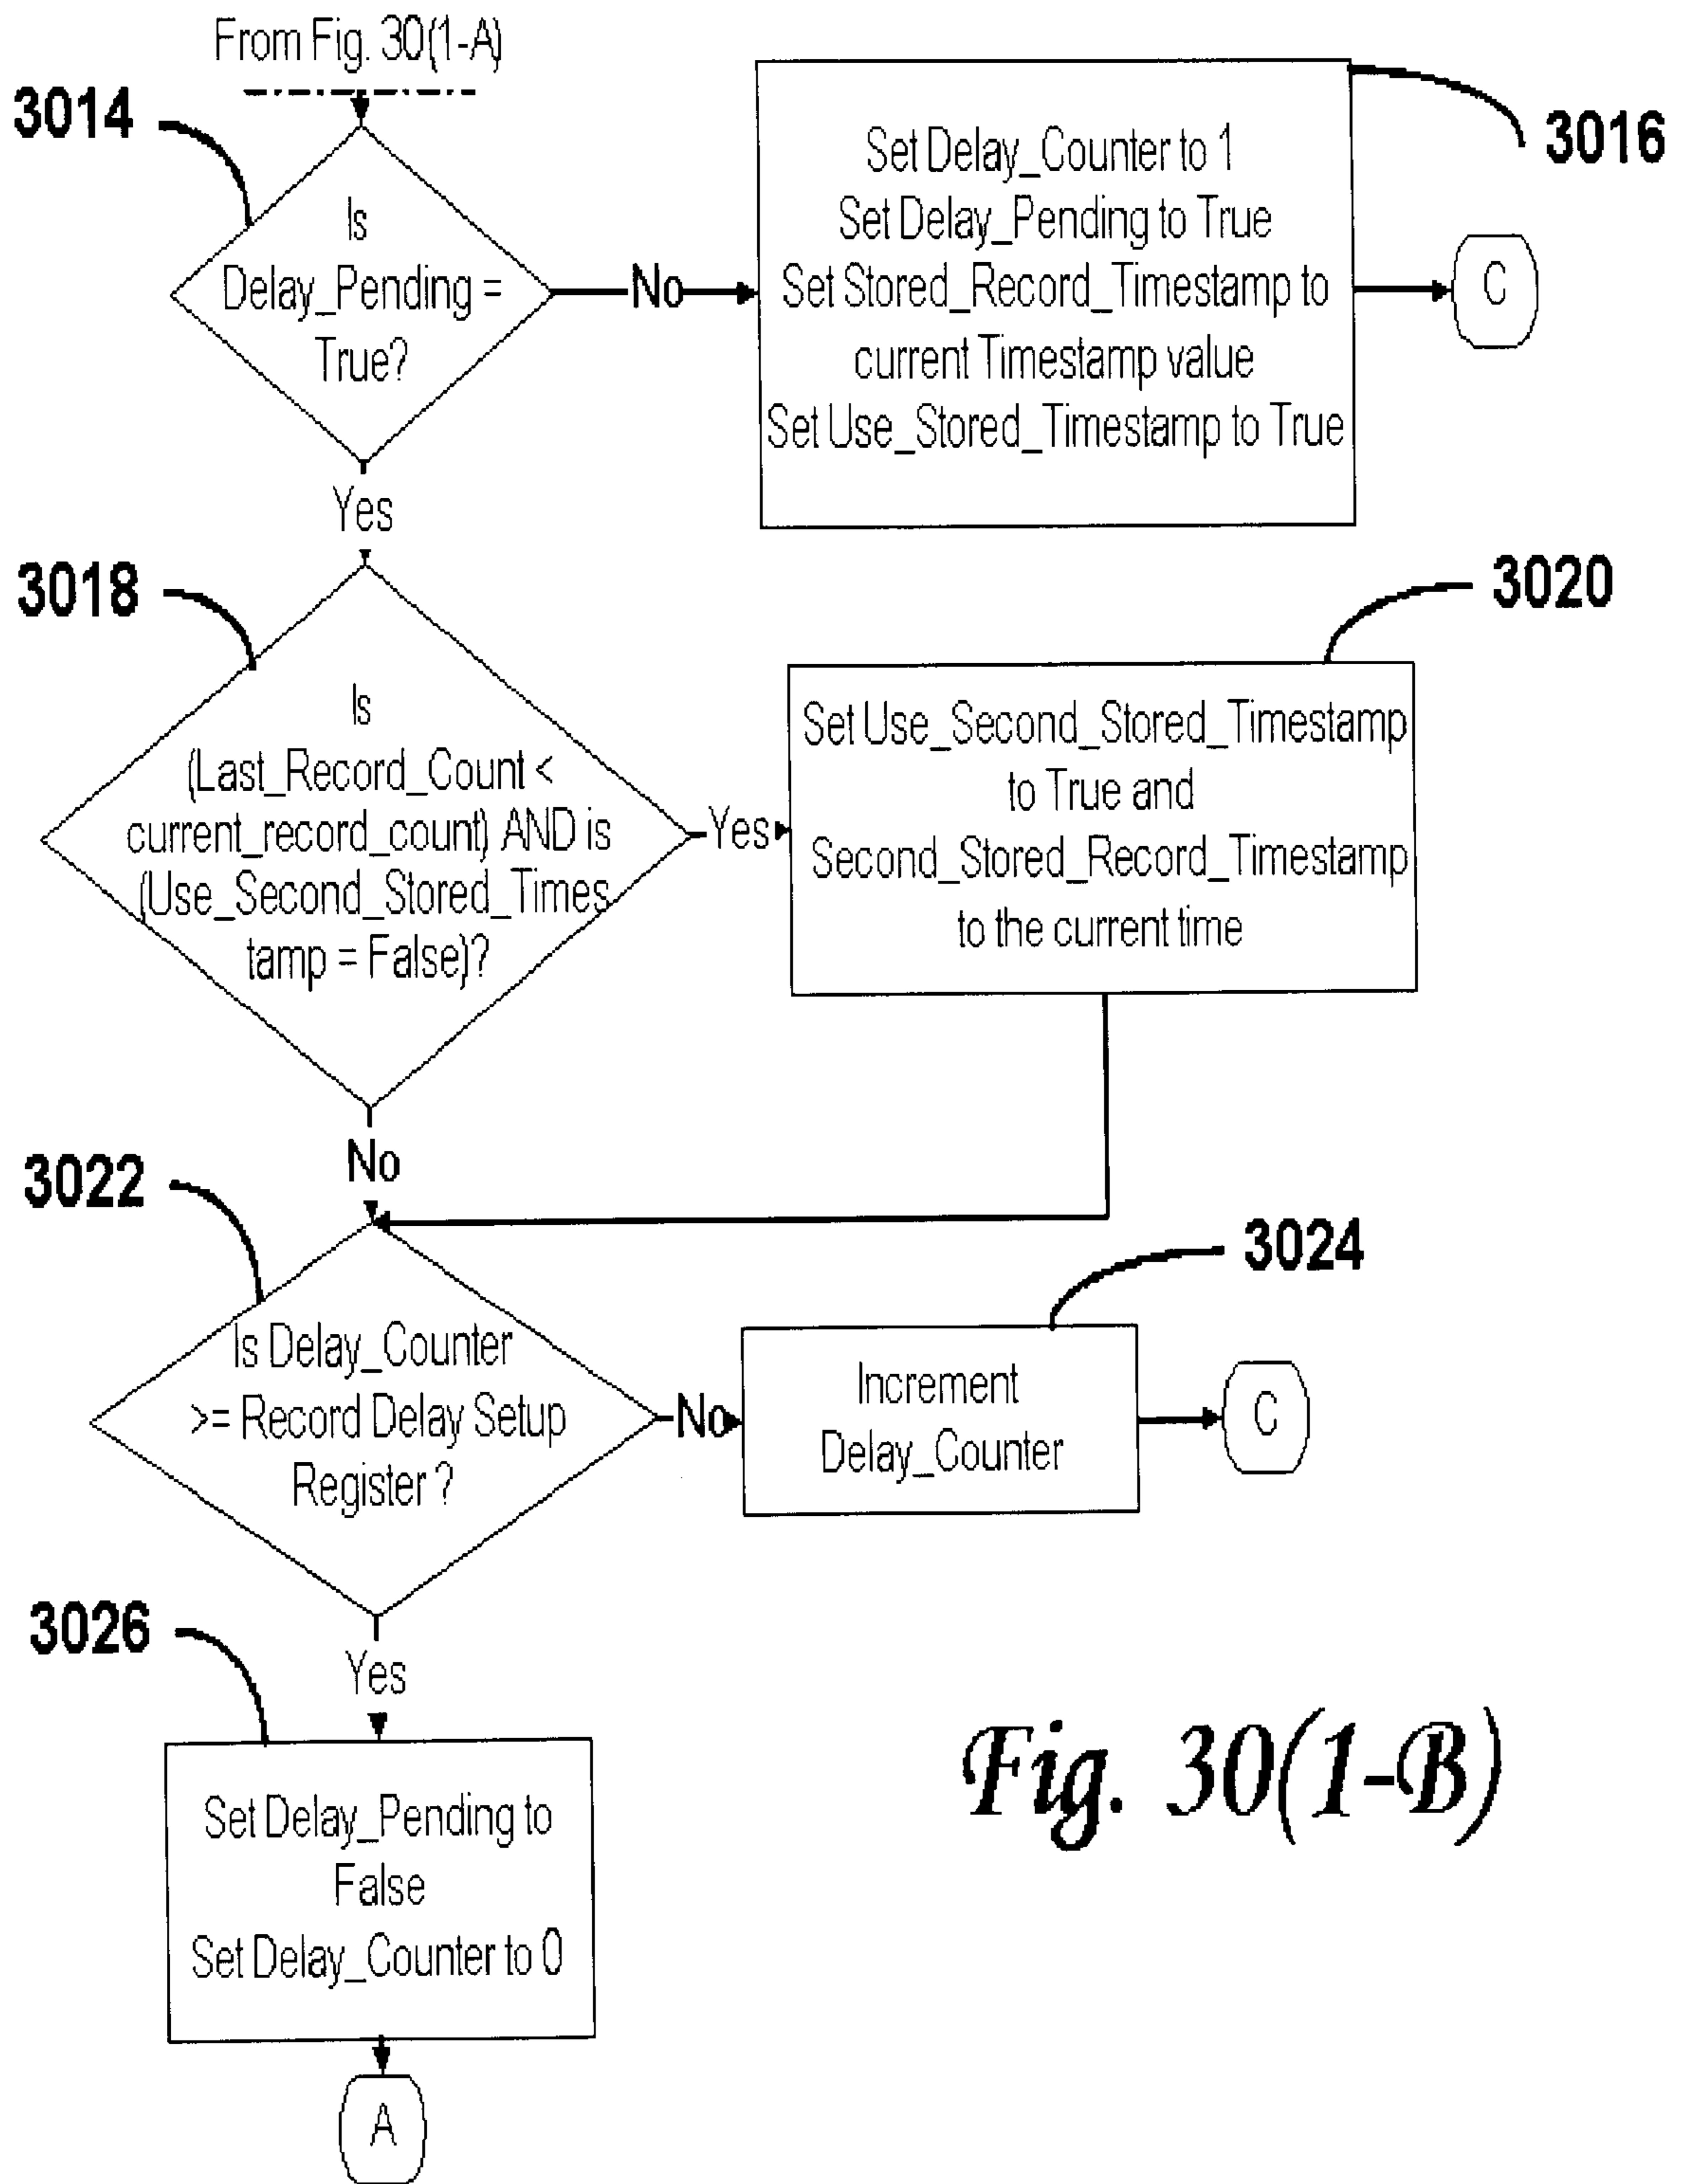 From Fig. 30(1-A)
3014
Is
Delay_Pending =
True?
No
Set Delay_Counter to 1
Set Delay_Pending to True
Set Stored_Record_Timestamp to
current Timestamp value
Set Use_Stored_Timestamp to True
3016
C
Yes
3018
Is
(Last_Record_Count <
current_record_count) AND is
(Use_Second_Stored_Times
tamp = False)?
Yes
3020
Set Use_Second_Stored_Timestamp
to True and
Second_Stored_Record_Timestamp
to the current time
No
3022
Is Delay_Counter
>= Record Delay Setup
Register ?
No
3024
Increment
Delay_Counter
C
Yes
3026
Set Delay_Pending to
False
Set Delay_Counter to 0
A
Fig. 30(1-B)